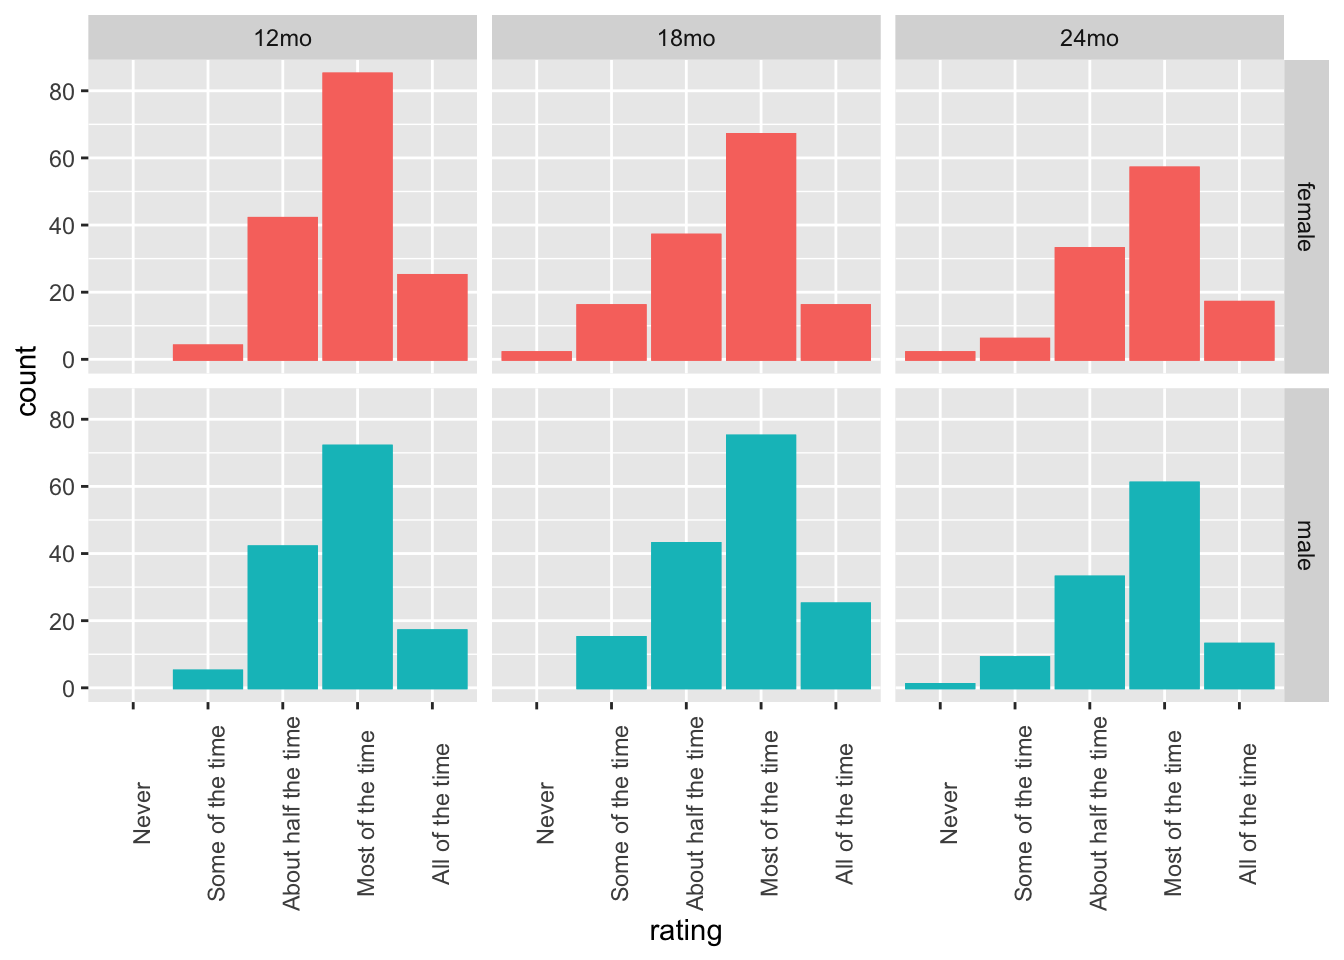 12mo
18mo
24mo
80
60
40
20
0
female
count
80
60
40
20
0
male
Never
Some of the time
About half the time
Most of the time
All of the time
Never
Some of the time
About half the time
Most of the time
All of the time
Never
Some of the time
About half the time
Most of the time
All of the time
rating